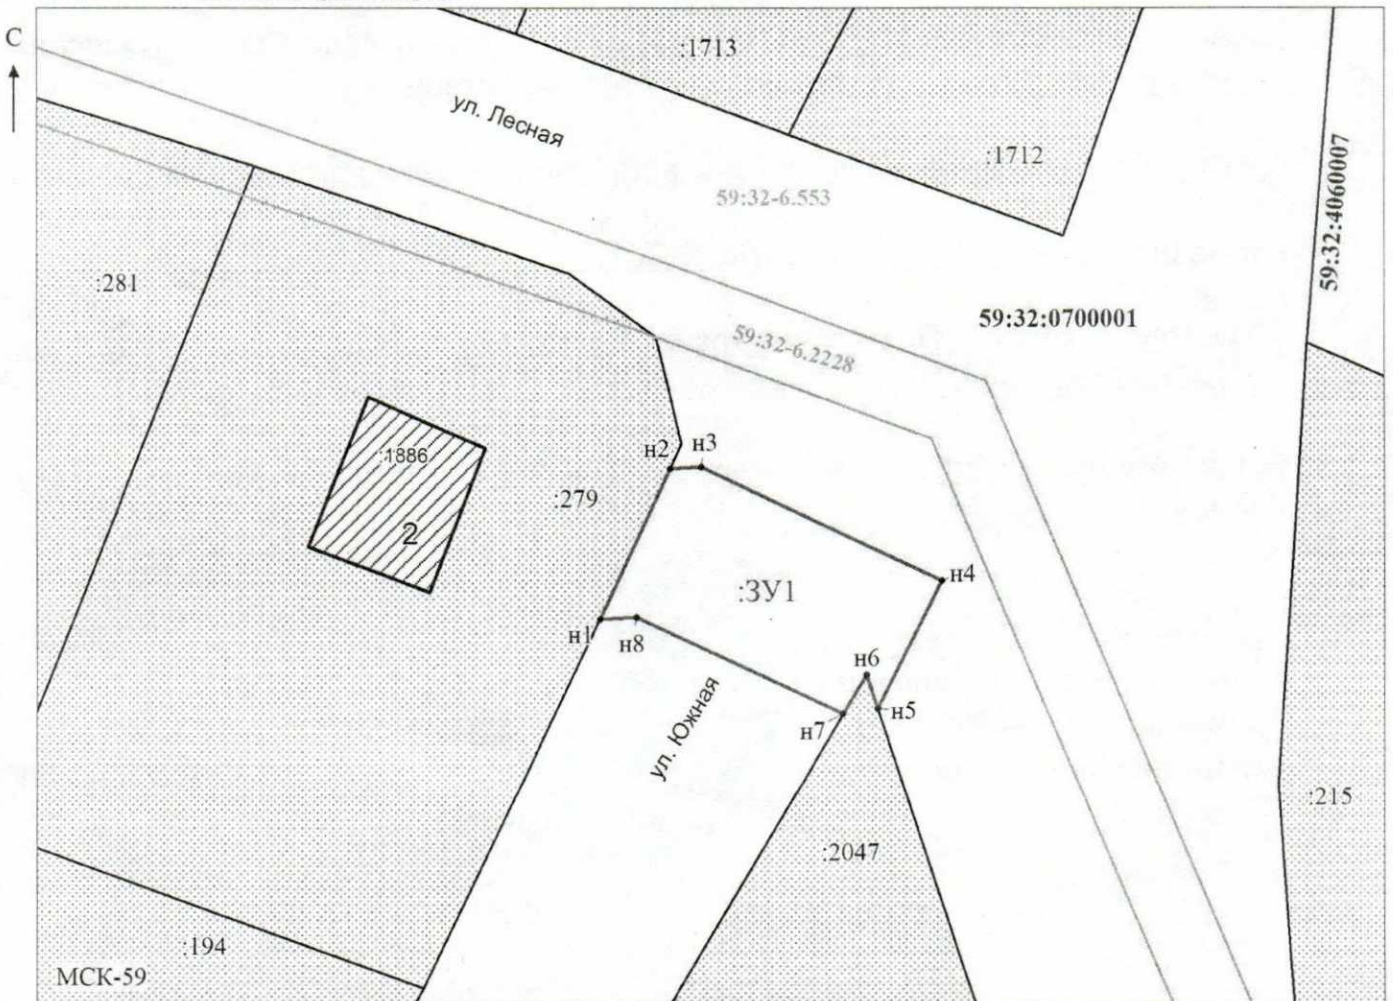 С
:1713
ул. Лесная
:1712
59:32-6.553
59:32:4060007
:281
59:32:0700001
59:32-6.2228
н2
н3
:1886
:279
2
н4
:ЗУ1
н1
н8
н6
н5
н7
ул. Южная
:215
:2047
:194
МСК-59